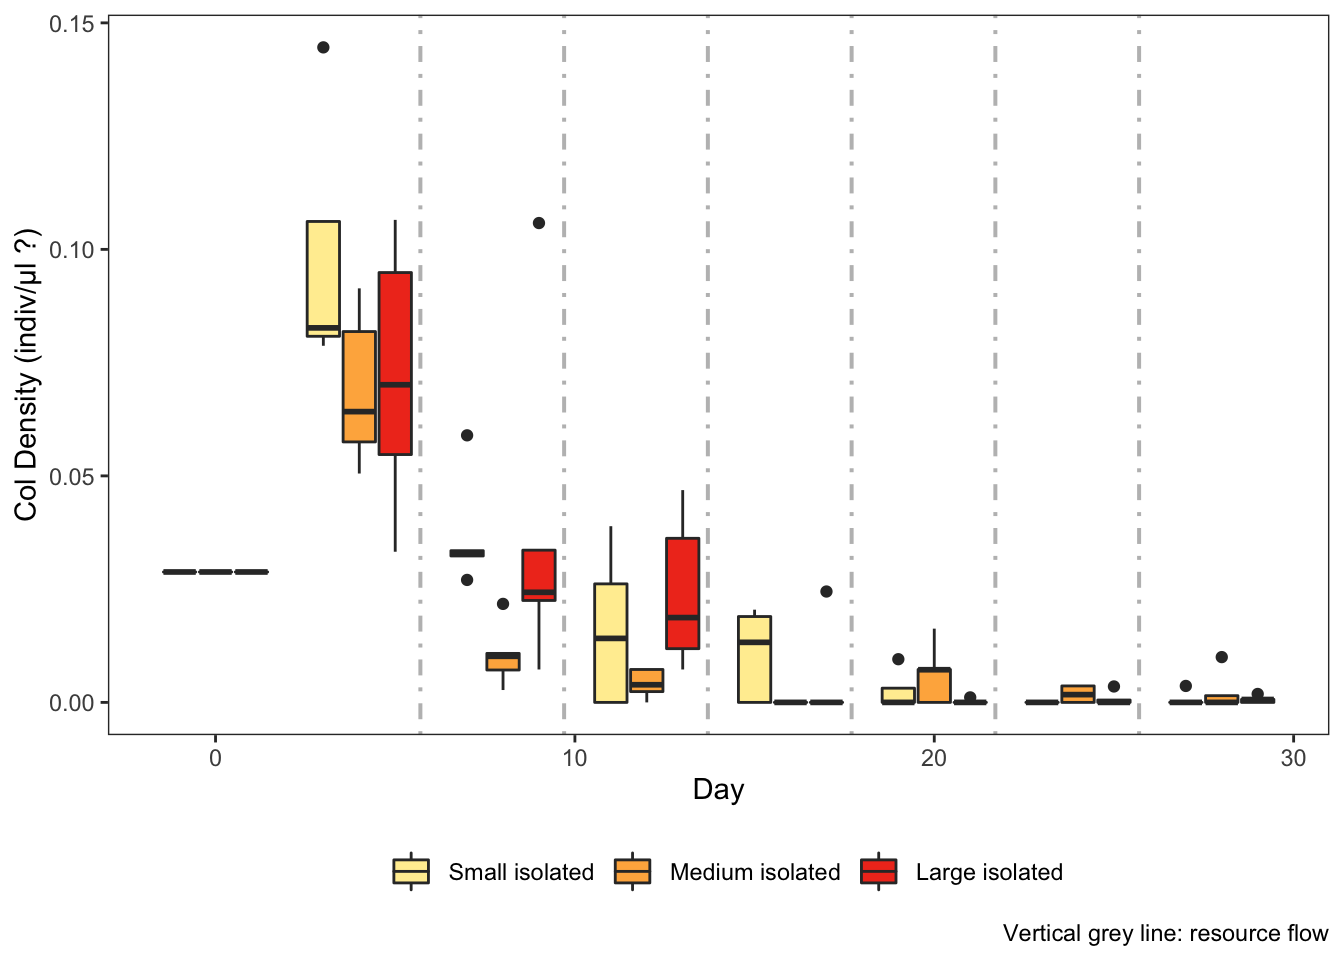 0.15
0.10
0.05
0.00
Col Density (indiv/µl ?)
0 10 20 30
Day
Small isolated Medium isolated Large isolated
Vertical grey line: resource flow